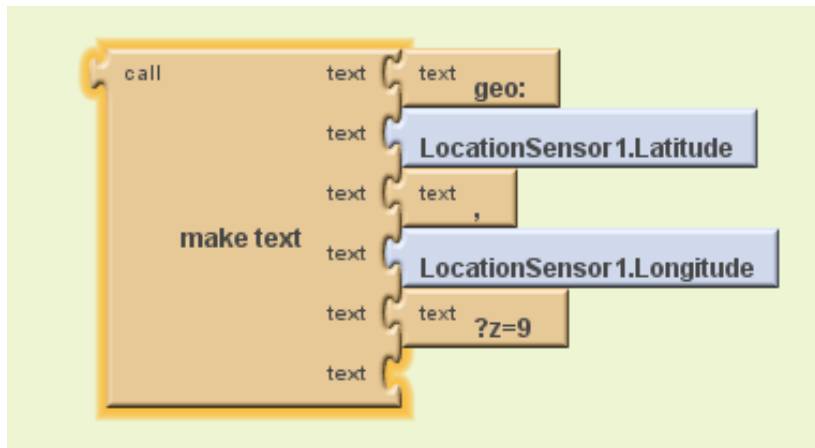 call text text geo:
text LocationSensor1.Latitude
text text ,
make text text LocationSensor1.Longitude
text text ?z=9
text